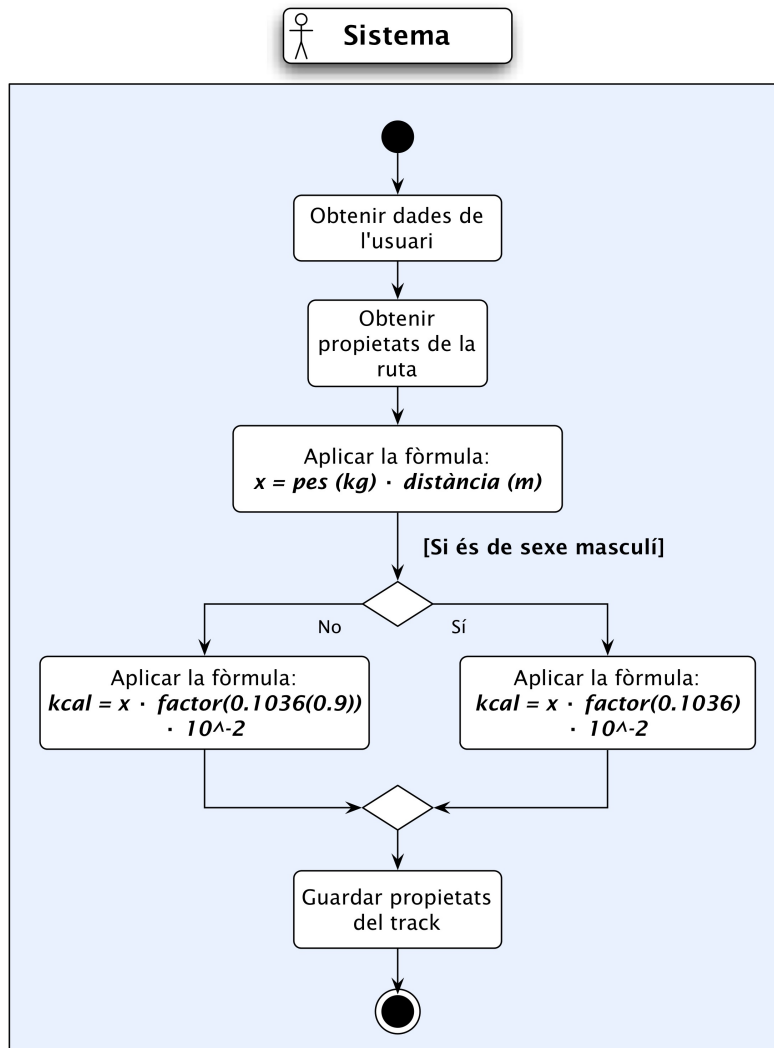 Sistema
Obtenir dades de
l'usuari
Obtenir
propietats de la
ruta
Aplicar la fòrmula:
x = pes (kg) · distància (m)
[Si és de sexe masculí]
No
Sí
Aplicar la fòrmula:
kcal = x · factor(0.1036(0.9))
· 10^-2
Aplicar la fòrmula:
kcal = x · factor(0.1036)
· 10^-2
Guardar propietats
del track